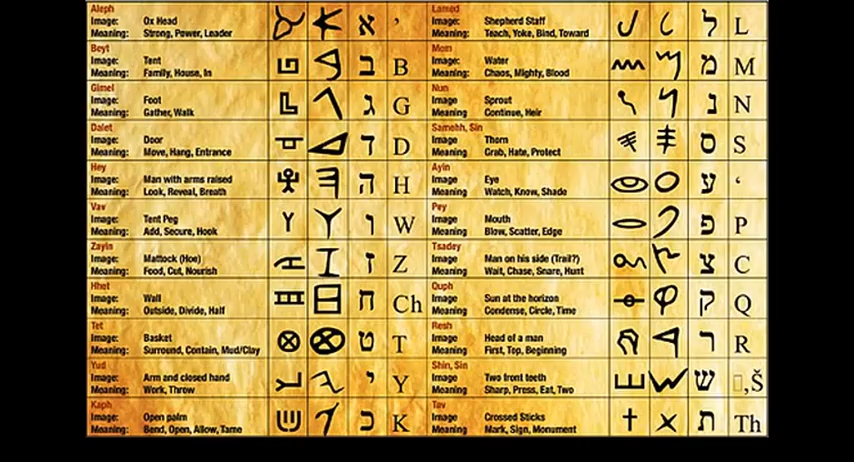 Aleph
Image: Ox Head
Meaning: Strong, Power, Leader א ʼ
Beyt
Image: Tent
Meaning: Family, House, In ב B
Gimel
Image: Foot
Meaning: Gather, Walk ג G
Dalet
Image: Door
Meaning: Move, Hang, Entrance ד D
Hey
Image: Man with arms raised
Meaning: Look, Reveal, Breath ה H
Vav
Image: Tent Peg
Meaning: Add, Secure, Hook ו W
Zayin
Image: Mattock (Hoe)
Meaning: Food, Cut, Nourish ז Z
Hhet
Image: Wall
Meaning: Outside, Divide, Half ח Ch
Tet
Image: Basket
Meaning: Surround, Contain, Mud/Clay ט T
Yud
Image: Arm and closed hand
Meaning: Work, Throw י Y
Kaph
Image: Open palm
Meaning: Bend, Open, Allow, Tame כ K
Lamed
Image: Shepherd Staff
Meaning: Teach, Yoke, Bind, Toward ל L
Mem
Image: Water
Meaning: Chaos, Mighty, Blood מ M
Nun
Image Sprout
Meaning Continue, Heir נ N
Samehh, Sin
Image Thorn
Meaning Grab, Hate, Protect ס S
Ayin
Image Eye
Meaning Watch, Know, Shade ע ʻ
Pey
Image Mouth
Meaning Blow, Scatter, Edge פ P
Tsadey
Image Man on his side (Trail?)
Meaning Wait, Chase, Snare, Hunt צ C
Quph
Image Sun at the horizon
Meaning Condense, Circle, Time ק Q
Resh
Image Head of a man
Meaning First, Top, Beginning ר R
Shin, Sin
Image Two front teeth
Meaning Sharp, Press, Eat, Two ש ,Š
Tav
Image Crossed Sticks
Meaning Mark, Sign, Monument ת Th